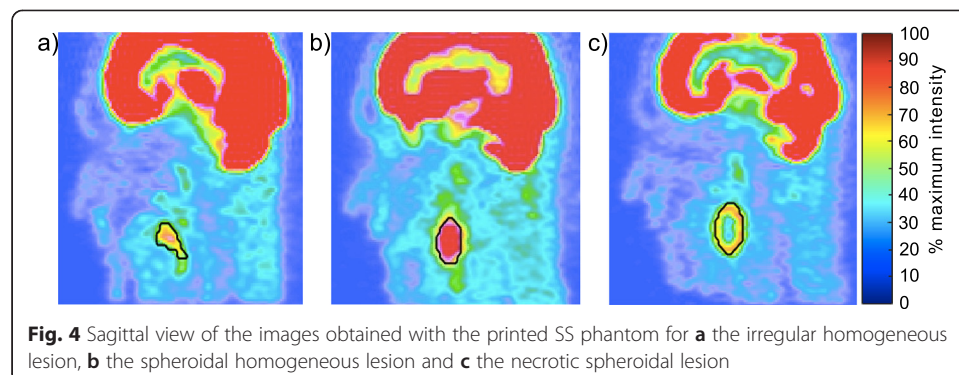 a)
b)
c)
100
90
80
70
60
50
40
30
20
10
0
% maximum intensity
Fig. 4 Sagittal view of the images obtained with the printed SS phantom for a the irregular homogeneous
lesion, b the spheroidal homogeneous lesion and c the necrotic spheroidal lesion